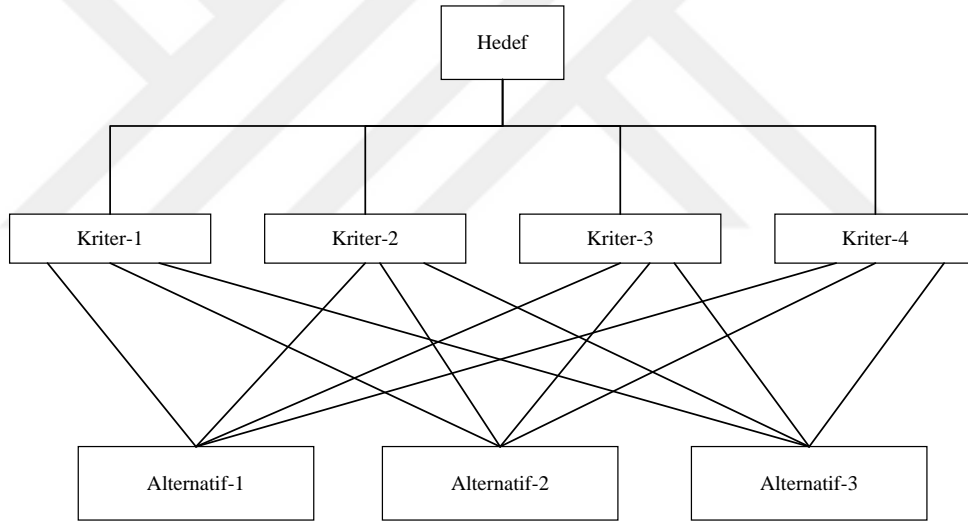 Hedef
Kriter-1
Kriter-2
Kriter-3
Kriter-4
Alternatif-1
Alternatif-2
Alternatif-3